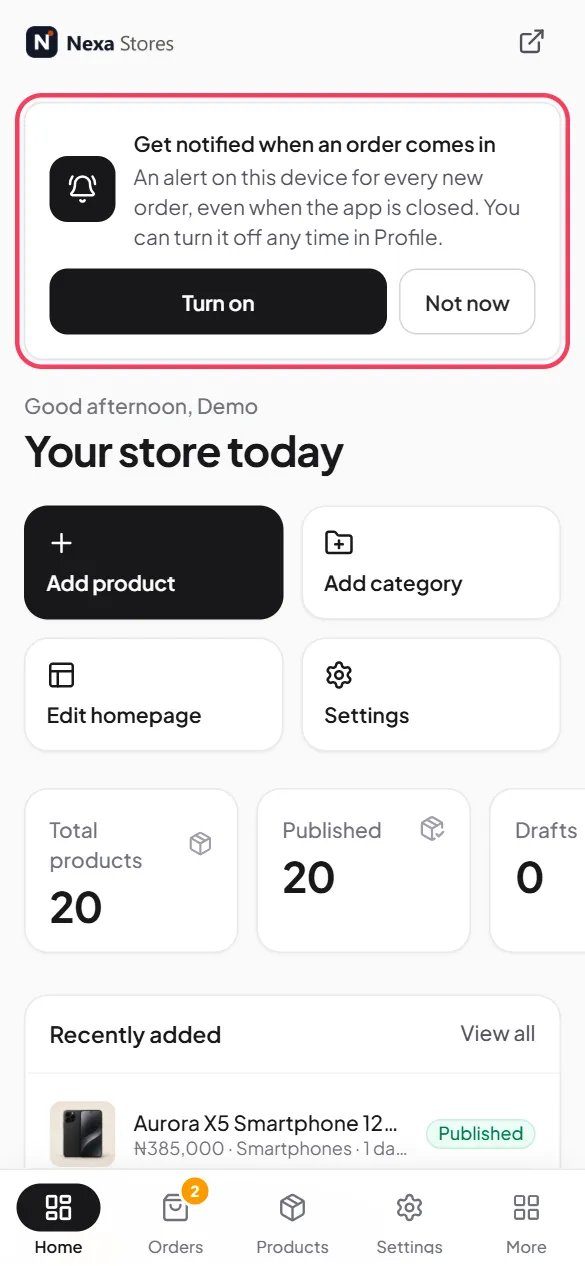 N Nexa Stores
Get notified when an order comes in
An alert on this device for every new
order, even when the app is closed. You
can turn it off any time in Profile.
Turn on
Not now
Good afternoon, Demo
Your store today
Add product
Add category
Edit homepage
Settings
Total
products
20
Published
20
Drafts
0
Recently added
View all
Aurora X5 Smartphone 12...
₦385,000 · Smartphones · 1 da...
Published
2
Home
Orders
Products
Settings
More